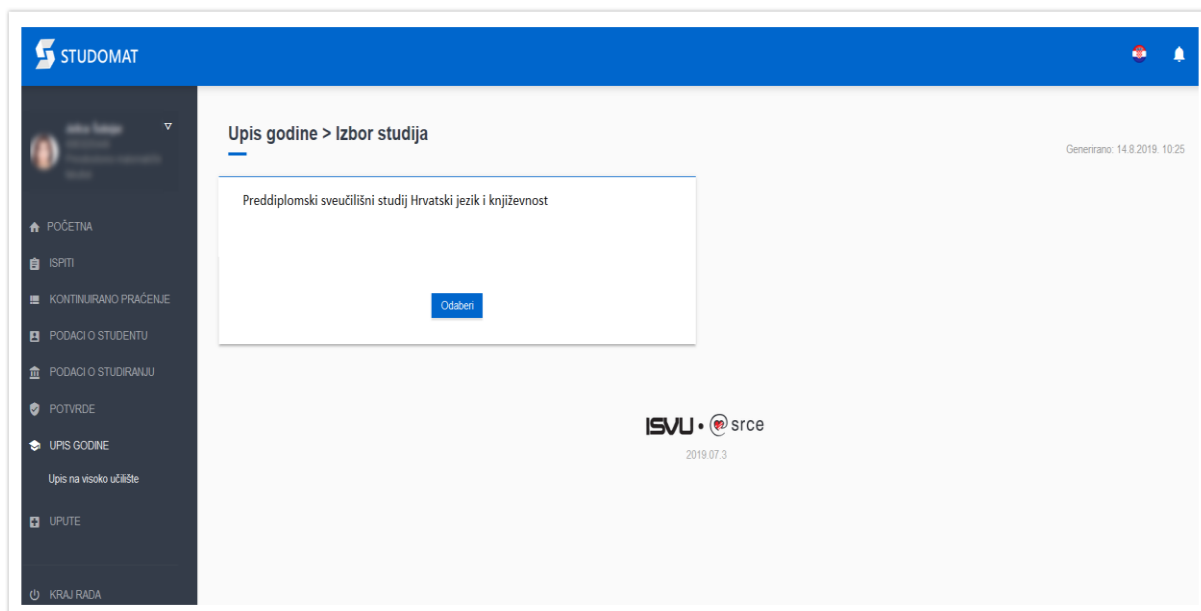 STUDOMAT
Upis godine > Izbor studija
Generirano: 14.8.2019. 10:25
Preddiplomski sveučilišni studij Hrvatski jezik i književnost
Odaberi
POČETNA
ISPITI
KONTINUIRANO PRAĆENJE
PODACI O STUDENTU
PODACI O STUDIRANJU
POTVRDE
UPIS GODINE
Upis na visoko učilište
UPUTE
KRAJ RADA
ISVU • srce
2019.07.3